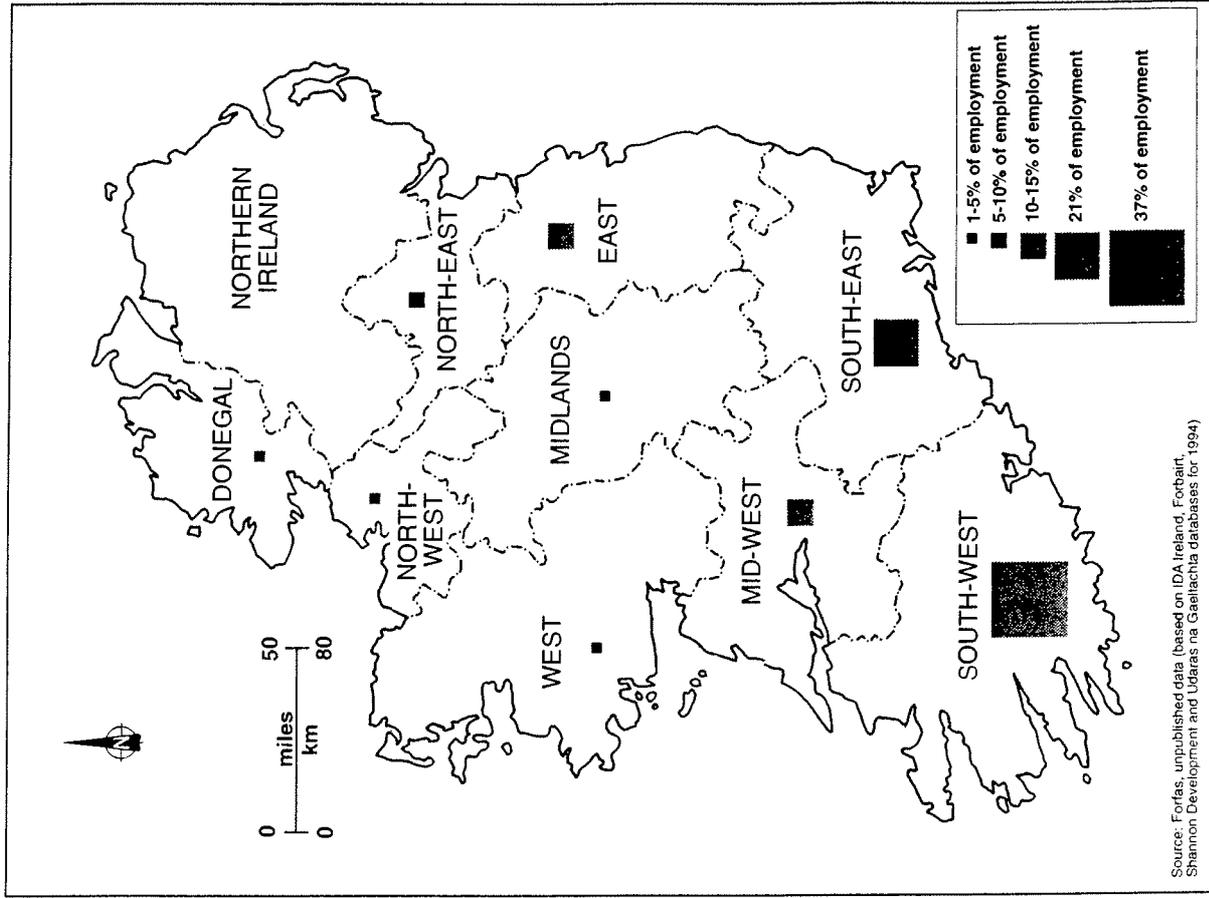 N
0 50
miles
km
0 80
NORTHERN
IRELAND
DONEGAL
NORTH-EAST
NORTH-
WEST
MIDLANDS
EAST
WEST
MID-WEST
SOUTH-EAST
SOUTH-WEST
1-5% of employment
5-10% of employment
10-15% of employment
21% of employment
37% of employment
Source: Forfas, unpublished data (based on IDA Ireland, Forbairt,
Shannon Development and Udaras na Gaeltachta databases for 1994)